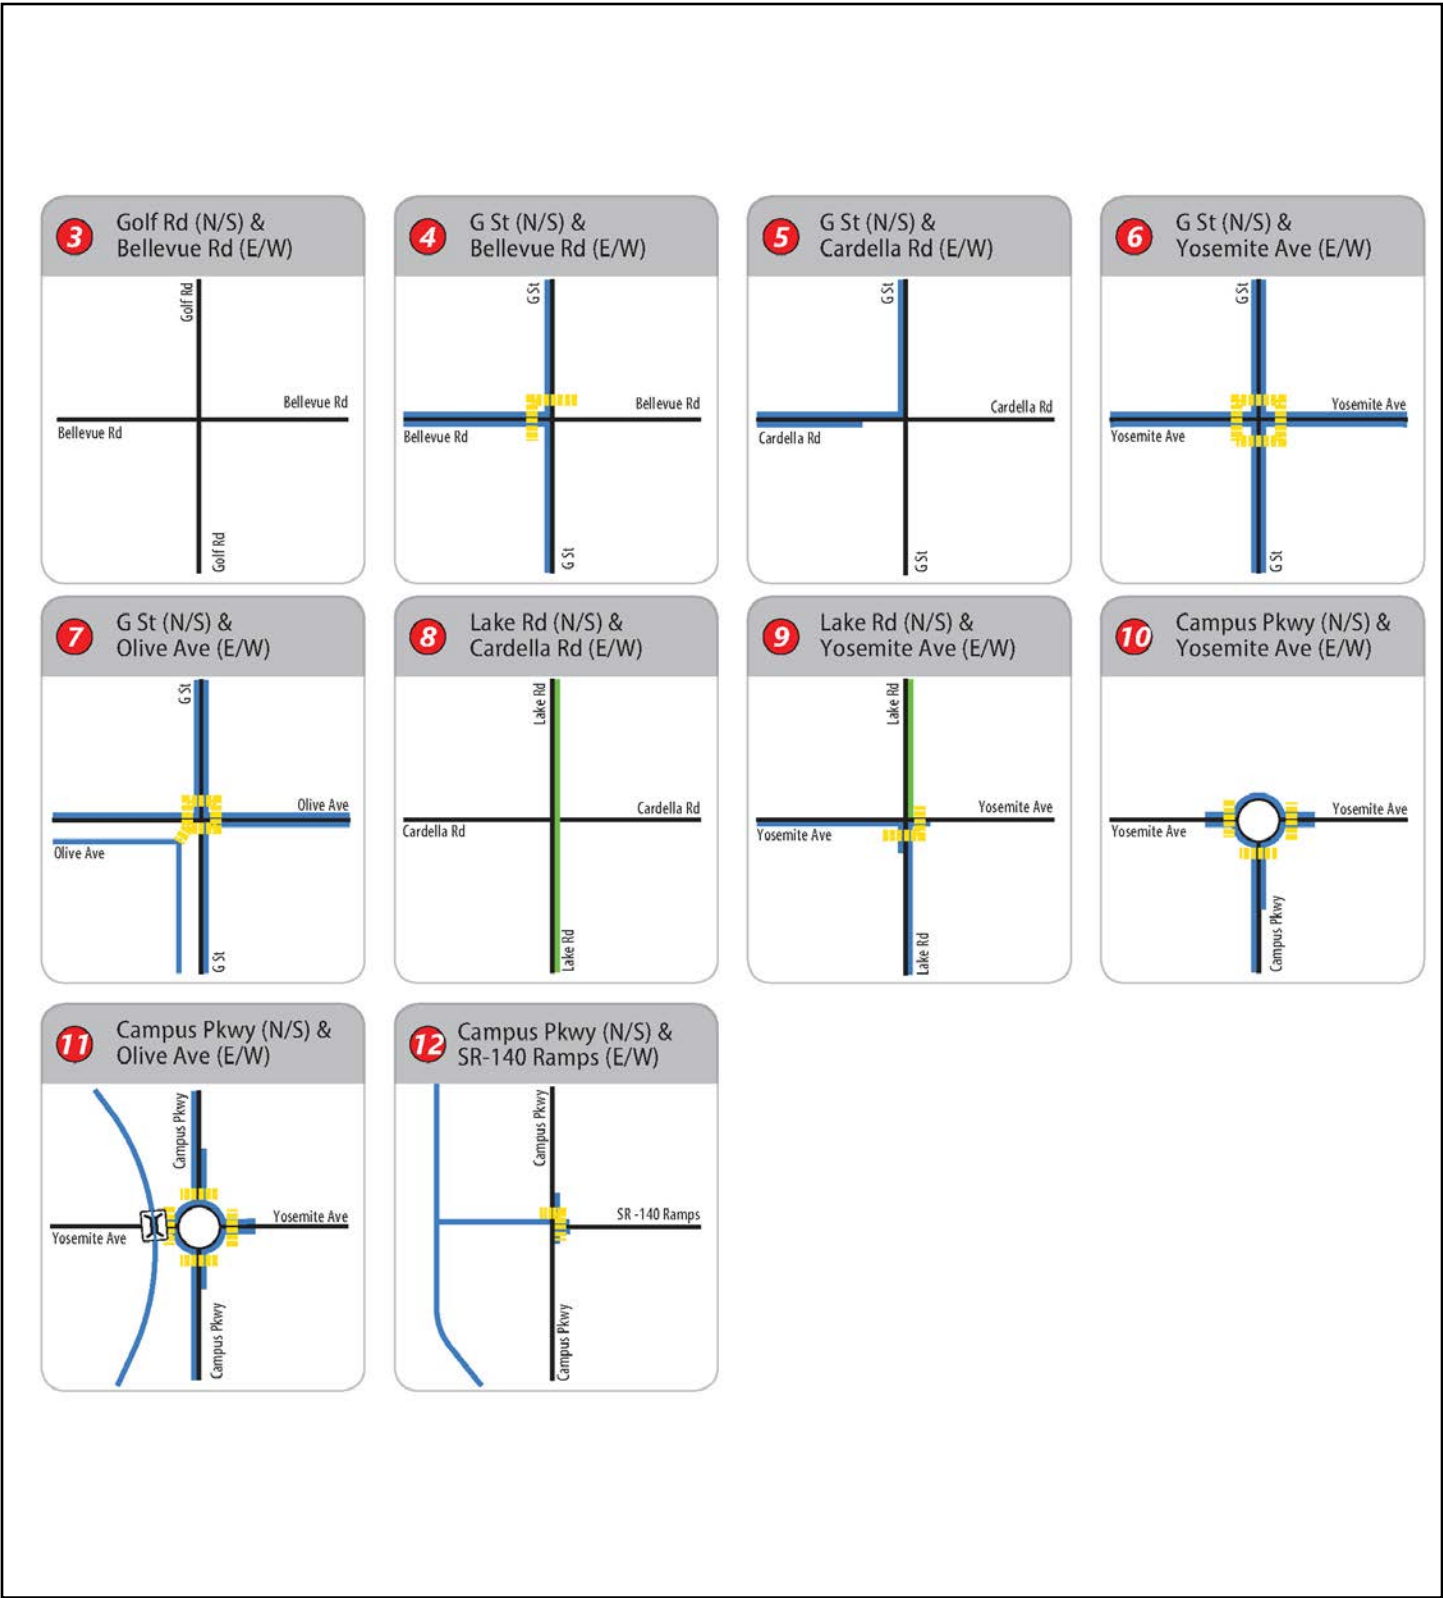 3
Golf Rd (N/S) &
Bellevue Rd (E/W)
Golf Rd
Bellevue Rd
Bellevue Rd
Golf Rd
4
G St (N/S) &
Bellevue Rd (E/W)
G St
Bellevue Rd
Bellevue Rd
G St
5
G St (N/S) &
Cardella Rd (E/W)
G St
Cardella Rd
Cardella Rd
G St
6
G St (N/S) &
Yosemite Ave (E/W)
G St
Yosemite Ave
Yosemite Ave
G St
7
G St (N/S) &
Olive Ave (E/W)
G St
Olive Ave
Olive Ave
G St
8
Lake Rd (N/S) &
Cardella Rd (E/W)
Lake Rd
Cardella Rd
Cardella Rd
Lake Rd
9
Lake Rd (N/S) &
Yosemite Ave (E/W)
Lake Rd
Yosemite Ave
Yosemite Ave
Lake Rd
10
Campus Pkwy (N/S) &
Yosemite Ave (E/W)
Yosemite Ave
Yosemite Ave
Campus Pkwy
11
Campus Pkwy (N/S) &
Olive Ave (E/W)
Campus Pkwy
Yosemite Ave
Yosemite Ave
Campus Pkwy
12
Campus Pkwy (N/S) &
SR-140 Ramps (E/W)
Campus Pkwy
SR -140 Ramps
Campus Pkwy